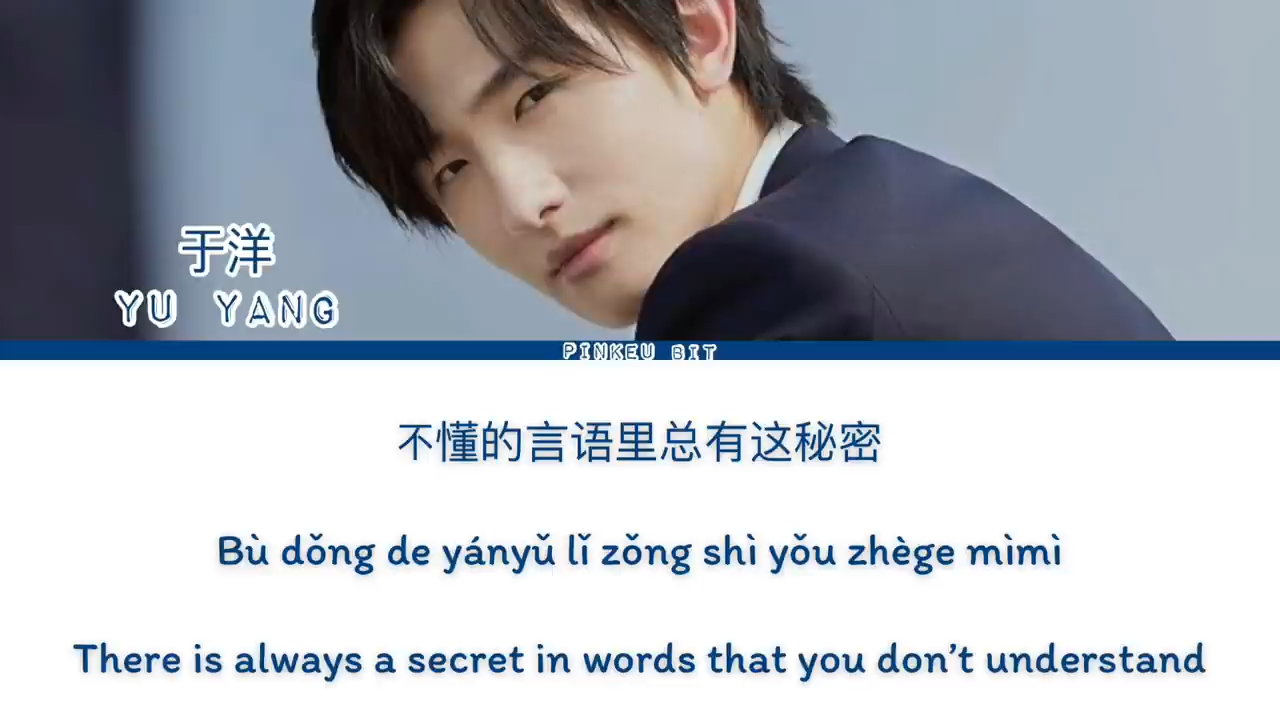 于洋
YU YANG
PINKEU BIT
不懂的言语里总有这秘密
Bù dǒng de yányǔ lǐ zǒng shì yǒu zhège mìmì
There is always a secret in words that you don’t understand